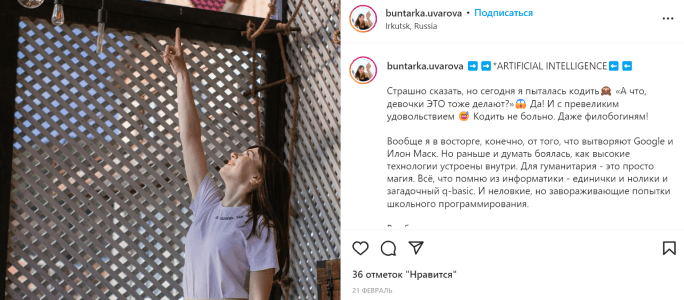 buntarka.uvarova • Подписаться
Irkutsk, Russia
buntarka.uvarova ➡️➡️"ARTIFICIAL INTELLIGENCE⬅️⬅️
Страшно сказать, но сегодня я пыталась кодить🙈 «А что,
девочки ЭТО тоже делают?»😱 Да! И с превеликим
удовольствием Кодить не больно. Даже филобогиням!
Вообще я в восторге, конечно, от того, что вытворяют Google и
Илон Маск. Но раньше и думать боялась, как высокие
технологии устроены внутри. Для гуманитария - это просто
магия. Всё, что помню из информатики - единички и нолики и
загадочный q-basic. И неловкие, но завораживающие попытки
школьного программирования.
36 отметок "Нравится"
21 ФЕВРАЛЬ